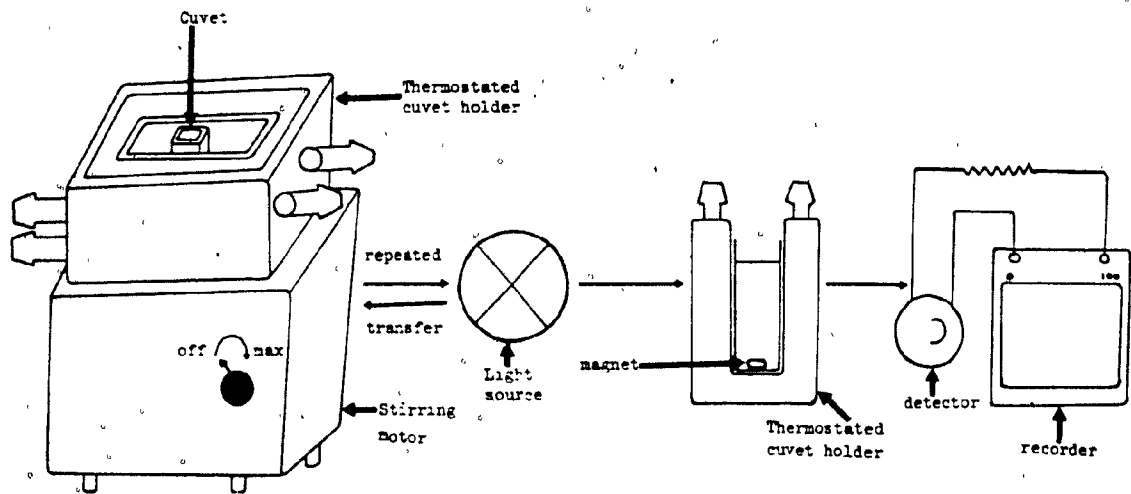 Cuvet
Thermostated
cuvet holder
repeated
transfer
off
max
Stirring
motor
Light
source
magnet
Thermostated
cuvet holder
detector
0
100
recorder